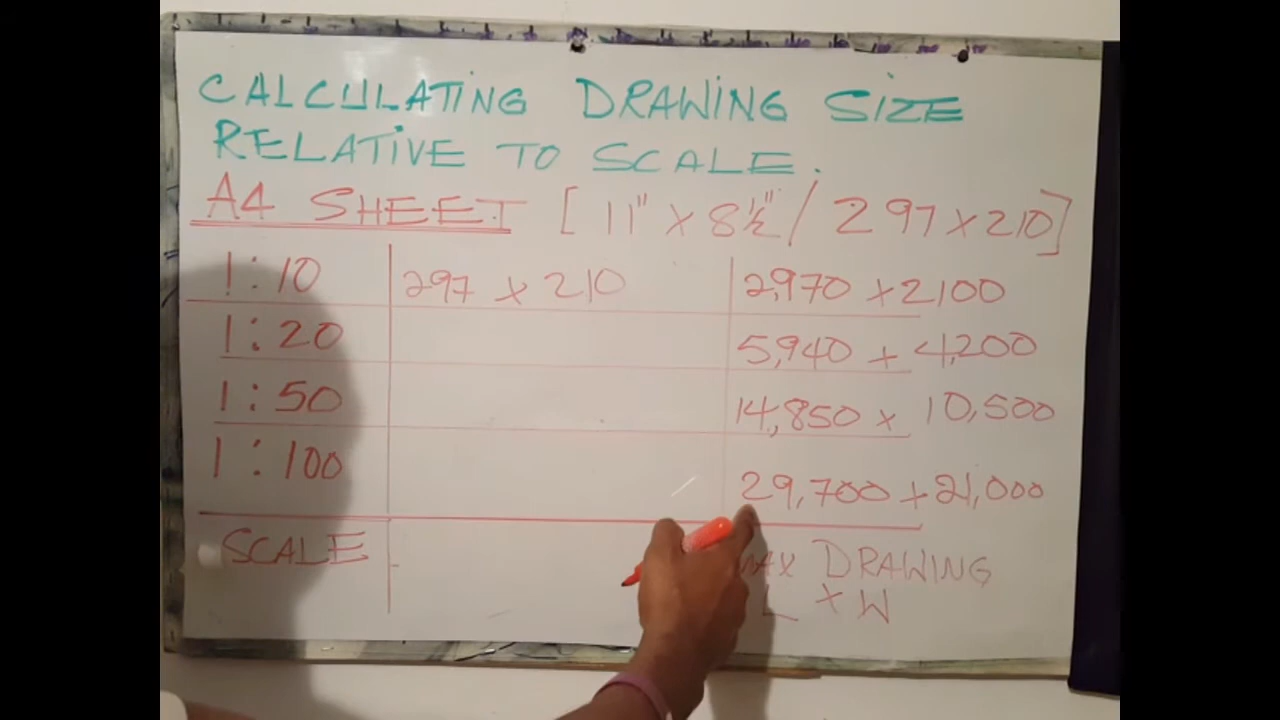 CALCULATING DRAWING SIZE
RELATIVE TO SCALE.
A4 SHEET [11" X 8½" / 297 x 210]
1:10 297 x 210 2,970 x 2100
1:20 5,940 x 4,200
1:50 14,850 x 10,500
1:100 29,700 x 21,000
SCALE MAX DRAWING
L x W